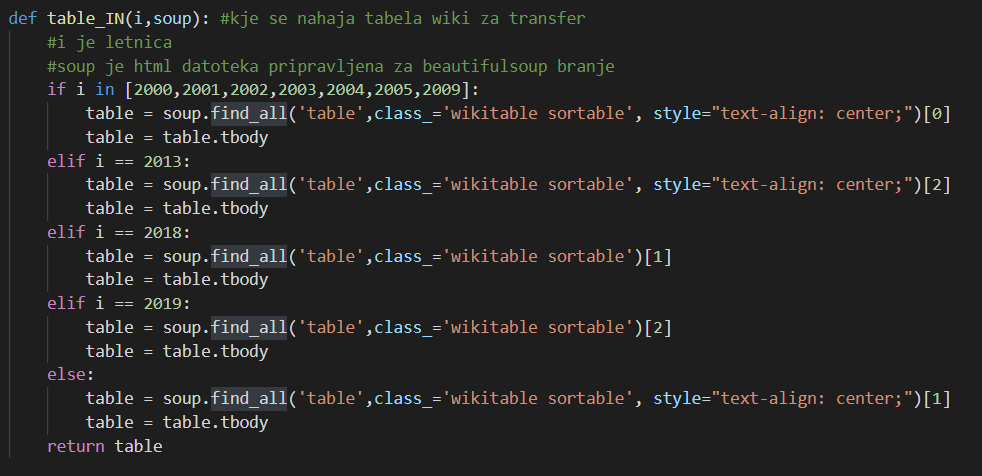 def table_IN(i,soup): #kje se nahaja tabela wiki za transfer
    #i je letnica
    #soup je html datoteka pripravljena za beautifulsoup branje
    if i in [2000,2001,2002,2003,2004,2005,2009]:
        table = soup.find_all('table',class_='wikitable sortable', style="text-align: center;")[0]
        table = table.tbody
    elif i == 2013:
        table = soup.find_all('table',class_='wikitable sortable', style="text-align: center;")[2]
        table = table.tbody
    elif i == 2018:
        table = soup.find_all('table',class_='wikitable sortable')[1]
        table = table.tbody
    elif i == 2019:
        table = soup.find_all('table',class_='wikitable sortable')[2]
        table = table.tbody
    else:
        table = soup.find_all('table',class_='wikitable sortable', style="text-align: center;")[1]
        table = table.tbody
    return table